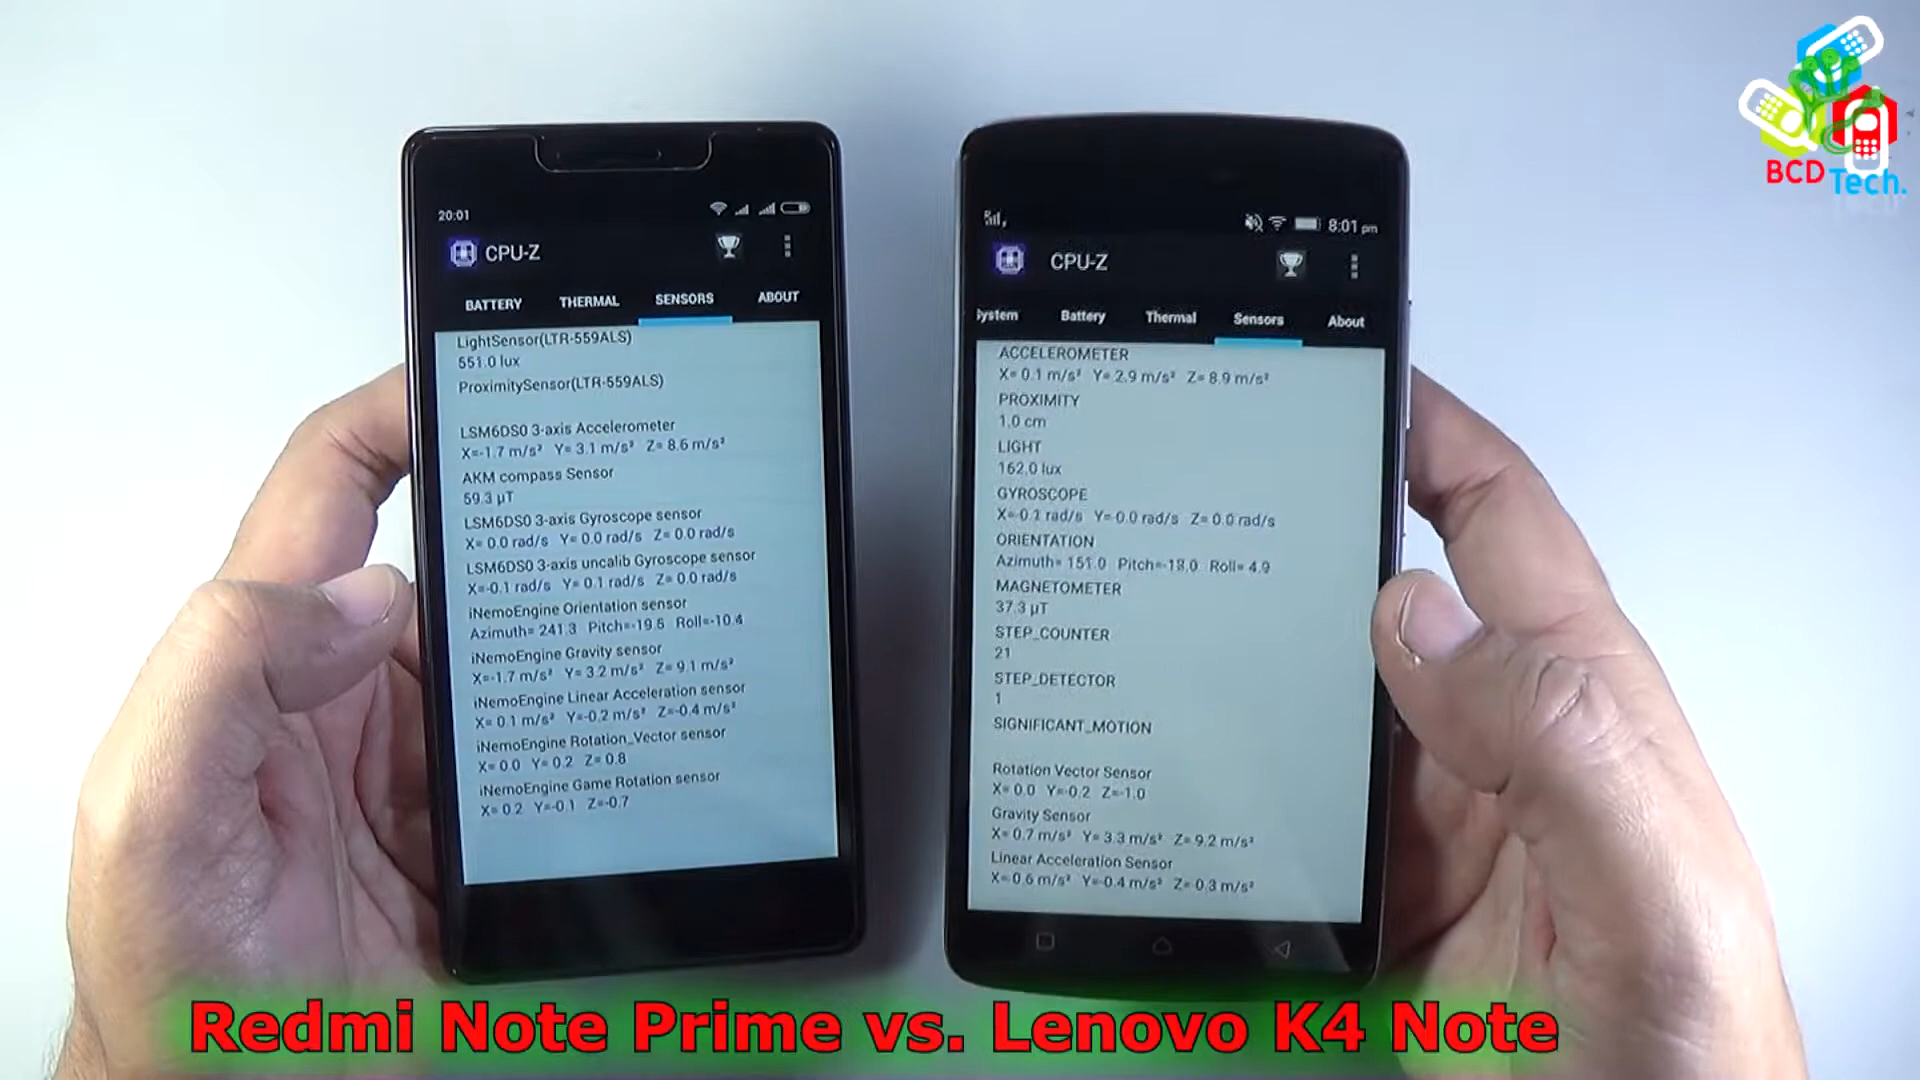 20:01
CPU-Z
BATTERY THERMAL SENSORS ABOUT
LightSensor(LTR-559ALS)
551.0 lux
ProximitySensor(LTR-559ALS)
LSM6DS0 3-axis Accelerometer
X=-1.7 m/s² Y= 3.1 m/s² Z= 8.6 m/s²
AKM compass Sensor
59.3 µT
LSM6DS0 3-axis Gyroscope sensor
X= 0.0 rad/s Y= 0.0 rad/s Z= 0.0 rad/s
LSM6DS0 3-axis uncalib Gyroscope sensor
X=-0.1 rad/s Y= 0.1 rad/s Z= 0.0 rad/s
iNemoEngine Orientation sensor
Azimuth= 241.3 Pitch=-19.6 Roll=-10.4
iNemoEngine Gravity sensor
X=-1.7 m/s² Y= 3.2 m/s² Z= 9.1 m/s²
iNemoEngine Linear Acceleration sensor
X= 0.1 m/s² Y=-0.2 m/s² Z=-0.4 m/s²
iNemoEngine Rotation_Vector sensor
X= 0.0 Y= 0.2 Z= 0.8
iNemoEngine Game Rotation sensor
X= 0.2 Y=-0.1 Z=-0.7
8:01 pm
CPU-Z
System Battery Thermal Sensors About
ACCELEROMETER
X= 0.1 m/s² Y= 2.9 m/s² Z= 8.9 m/s²
PROXIMITY
1.0 cm
LIGHT
162.0 lux
GYROSCOPE
X=-0.1 rad/s Y=-0.0 rad/s Z= 0.0 rad/s
ORIENTATION
Azimuth= 151.0 Pitch=-18.0 Roll= 4.9
MAGNETOMETER
37.3 µT
STEP_COUNTER
21
STEP_DETECTOR
1
SIGNIFICANT_MOTION
Rotation Vector Sensor
X= 0.0 Y=-0.2 Z=-1.0
Gravity Sensor
X= 0.7 m/s² Y= 3.3 m/s² Z= 9.2 m/s²
Linear Acceleration Sensor
X=-0.6 m/s² Y=-0.4 m/s² Z= 0.3 m/s²
BCD Tech.
Redmi Note Prime vs. Lenovo K4 Note